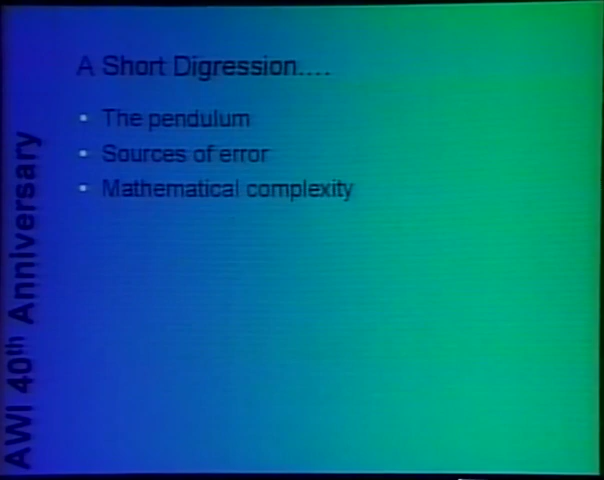 A Short Digression....
• The pendulum
• Sources of error
• Mathematical complexity
AWI 40th Anniversary